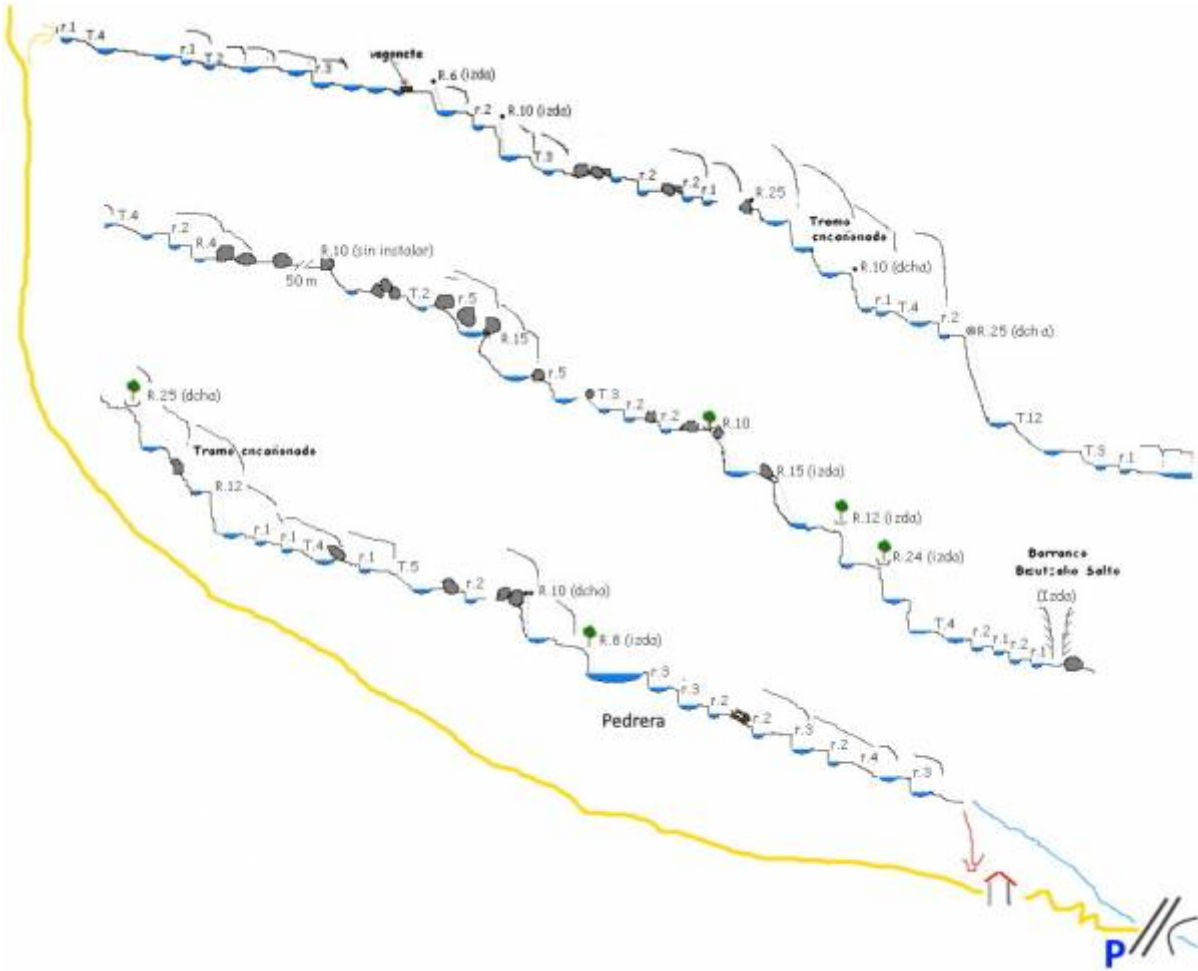 r.1
T.4
r.1
T.2
r.3
vagoneta
R.6 (izda)
r.2
R.10 (izda)
T.3
r.2
r.2
r.1
R.25
Tramo
encañonado
R.10 (dcha)
r.1
T.4
r.2
R.25 (dcha)
T.12
T.3
r.1
T.4
r.2
R.4
50 m
R.10 (sin instalar)
T.2
r.5
R.15
r.5
T.3
r.2
r.2
R.10
R.15 (izda)
R.12 (izda)
R.24 (izda)
T.4
r.2
r.1
r.2
r.1
Barranco
Salto
(Izda)
R.25 (dcha)
Tramo encañonado
R.12
r.1
r.1
T.4
r.1
T.5
r.2
R.10 (dcha)
R.8 (izda)
Pedrera
r.3
r.3
r.2
r.2
r.3
r.2
r.4
r.3
P